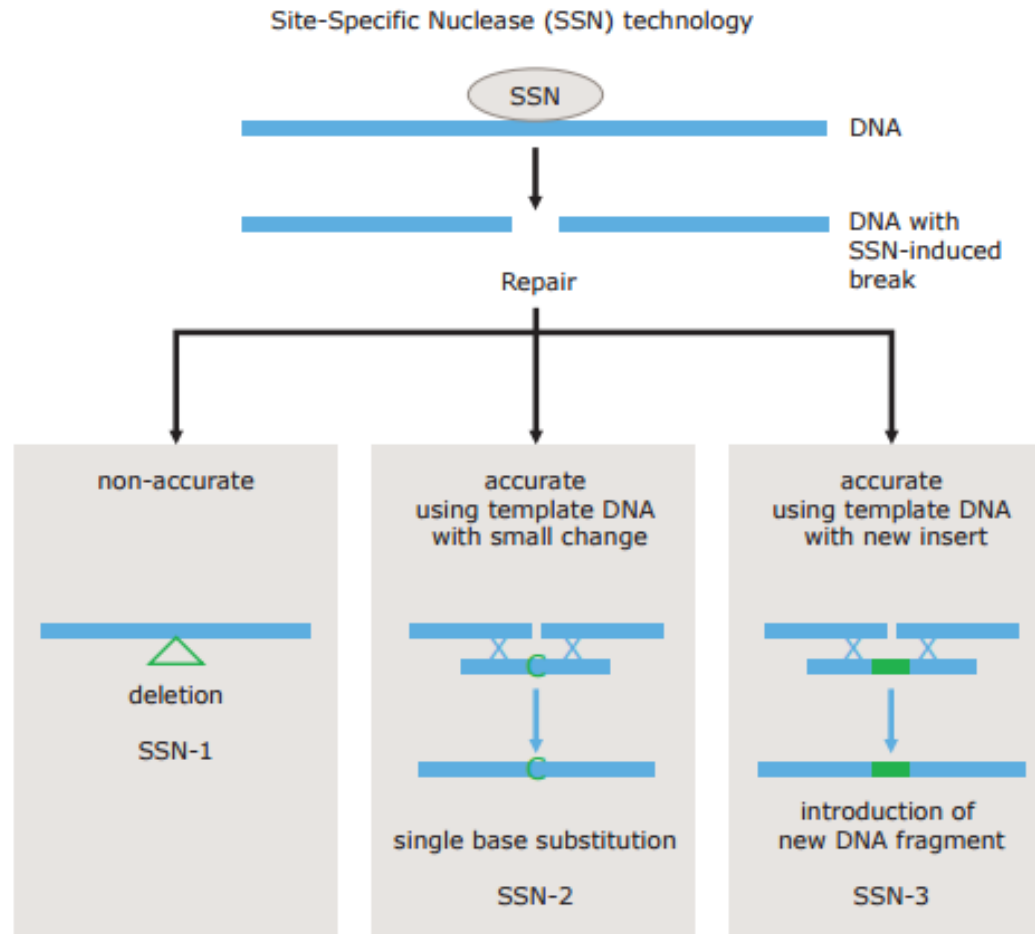 Site-Specific Nuclease (SSN) technology
SSN
DNA
DNA with
SSN-induced
break
Repair
non-accurate
deletion
SSN-1
accurate
using template DNA
with small change
C
C
single base substitution
SSN-2
accurate
using template DNA
with new insert
introduction of
new DNA fragment
SSN-3